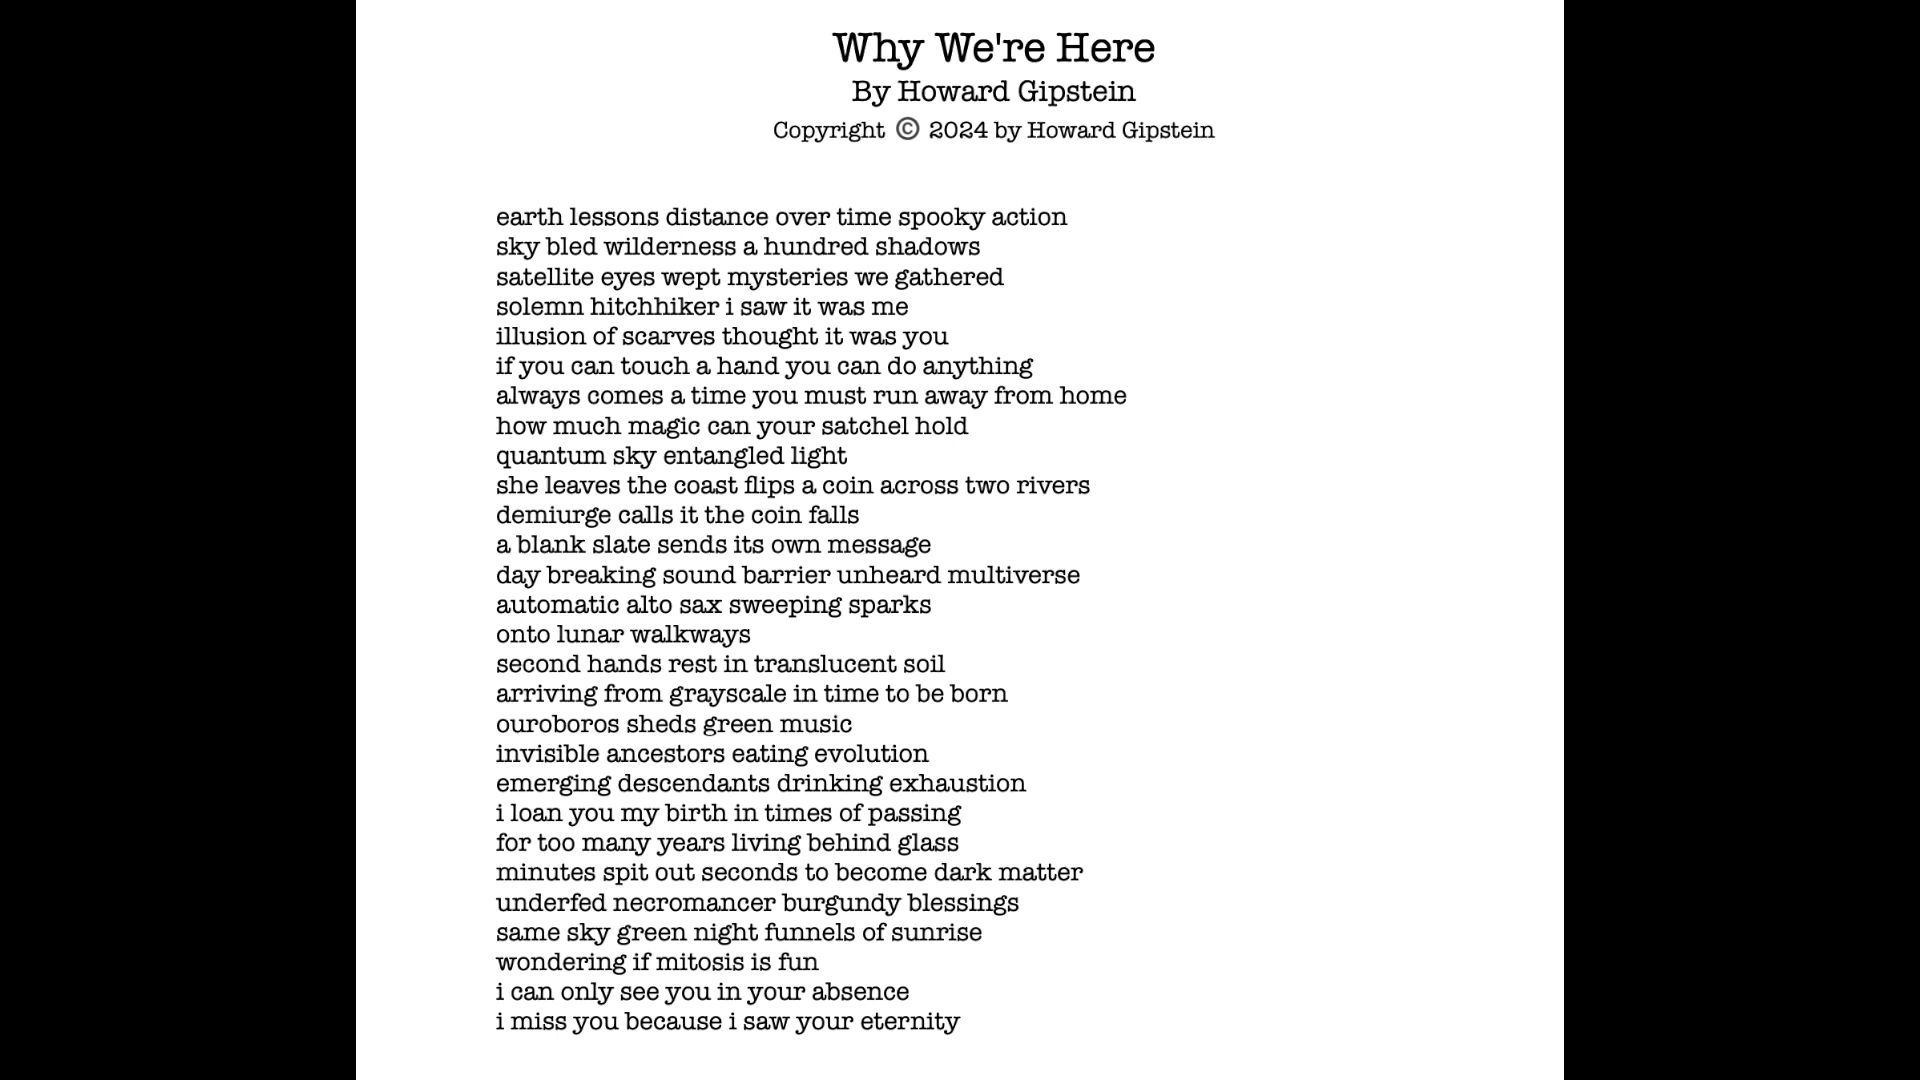 Why We're Here
By Howard Gipstein
Copyright © 2024 by Howard Gipstein
earth lessons distance over time spooky action
sky bled wilderness a hundred shadows
satellite eyes wept mysteries we gathered
solemn hitchhiker i saw it was me
illusion of scarves thought it was you
if you can touch a hand you can do anything
always comes a time you must run away from home
how much magic can your satchel hold
quantum sky entangled light
she leaves the coast flips a coin across two rivers
demiurge calls it the coin falls
a blank slate sends its own message
day breaking sound barrier unheard multiverse
automatic alto sax sweeping sparks
onto lunar walkways
second hands rest in translucent soil
arriving from grayscale in time to be born
ouroboros sheds green music
invisible ancestors eating evolution
emerging descendants drinking exhaustion
i loan you my birth in times of passing
for too many years living behind glass
minutes spit out seconds to become dark matter
underfed necromancer burgundy blessings
same sky green night funnels of sunrise
wondering if mitosis is fun
i can only see you in your absence
i miss you because i saw your eternity